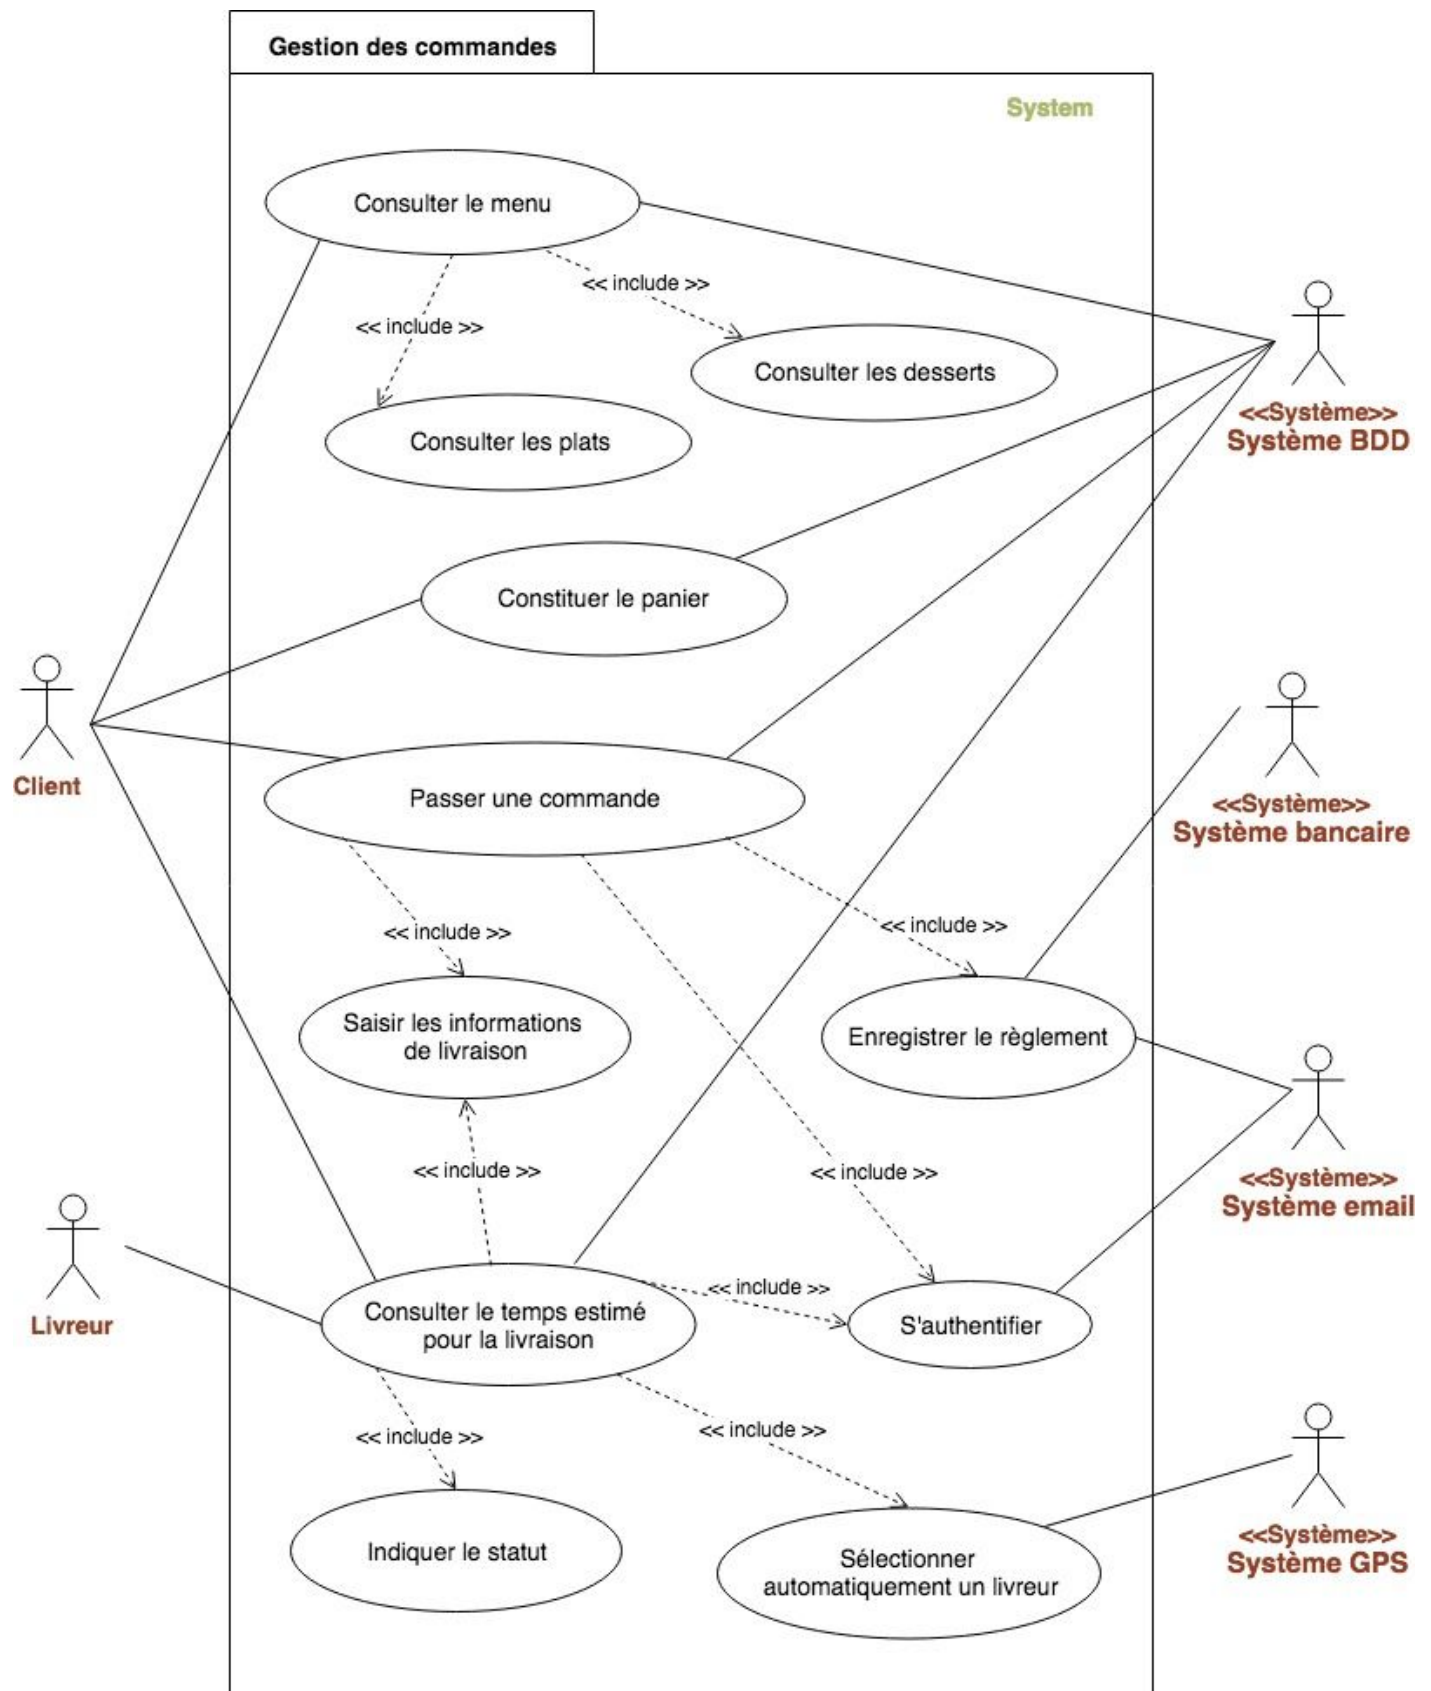 Gestion des commandes
System
Consulter le menu
<< include >>
<< include >>
Consulter les desserts
<<Système>>
Système BDD
Consulter les plats
Constituer le panier
Client
Passer une commande
<<Système>>
Système bancaire
<< include >>
<< include >>
Saisir les informations
de livraison
Enregistrer le règlement
<< include >>
<< include >>
<<Système>>
Système email
Livreur
Consulter le temps estimé
pour la livraison
<< include >>
S'authentifier
<< include >>
<< include >>
Indiquer le statut
Sélectionner
automatiquement un livreur
<<Système>>
Système GPS